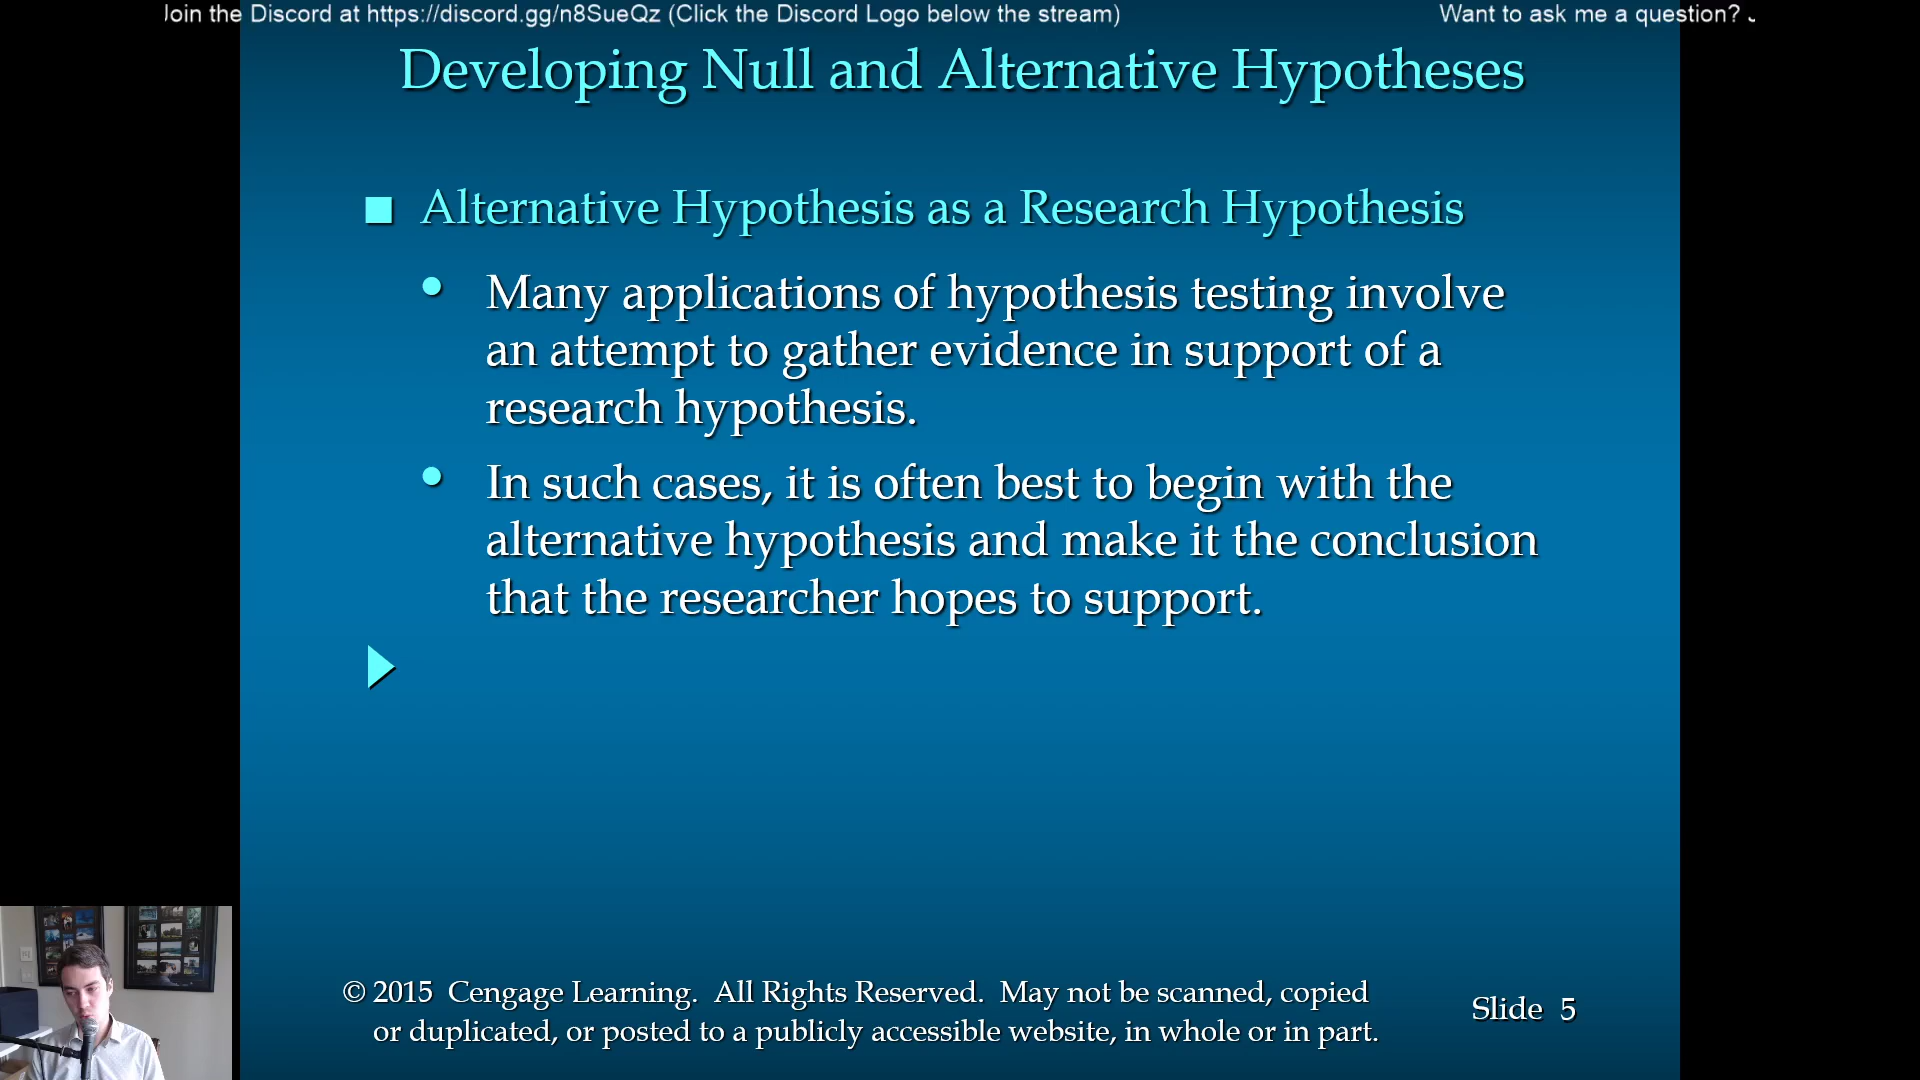 Join the Discord at https://discord.gg/n8SueQz (Click the Discord Logo below the stream)
Want to ask me a question?
Developing Null and Alternative Hypotheses
Alternative Hypothesis as a Research Hypothesis
• Many applications of hypothesis testing involve
an attempt to gather evidence in support of a
research hypothesis.
• In such cases, it is often best to begin with the
alternative hypothesis and make it the conclusion
that the researcher hopes to support.
© 2015 Cengage Learning. All Rights Reserved. May not be scanned, copied
or duplicated, or posted to a publicly accessible website, in whole or in part.
Slide 5